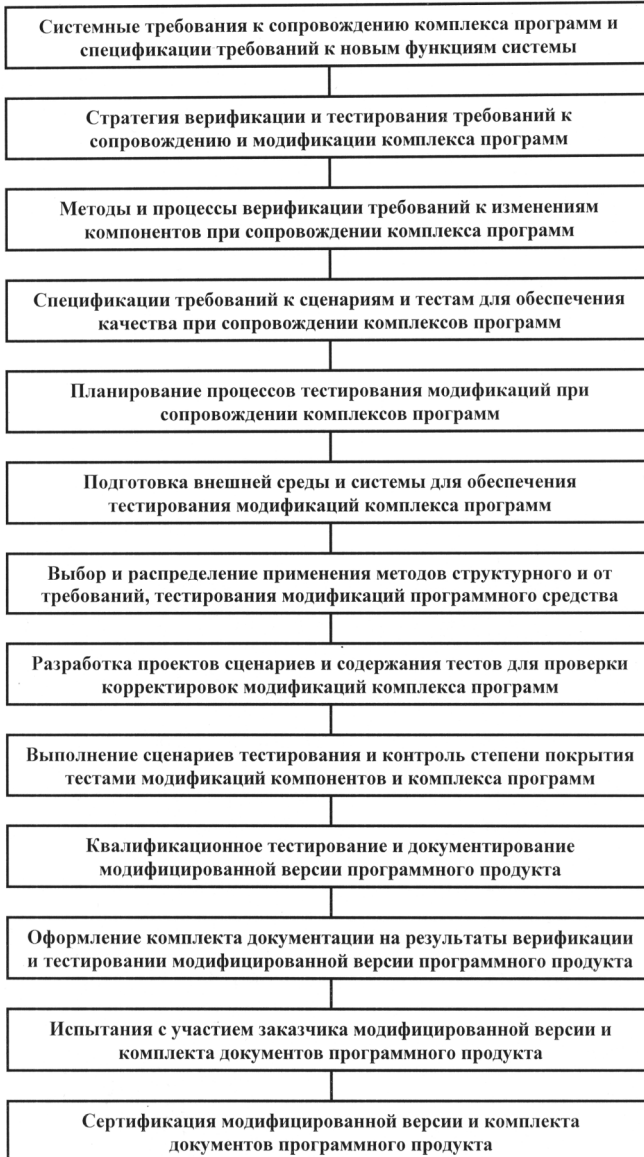 Системные требования к сопровождению комплекса программ и
спецификации требований к новым функциям системы
Стратегия верификации и тестирования требований к
сопровождению и модификации комплекса программ
Методы и процессы верификации требований к изменениям
компонентов при сопровождении комплекса программ
Спецификации требований к сценариям и тестам для обеспечения
качества при сопровождении комплексов программ
Планирование процессов тестирования модификаций при
сопровождении комплексов программ
Подготовка внешней среды и системы для обеспечения
тестирования модификаций комплекса программ
Выбор и распределение применения методов структурного и от
требований, тестирования модификаций программного средства
Разработка проектов сценариев и содержания тестов для проверки
корректировок модификаций комплекса программ
Выполнение сценариев тестирования и контроль степени покрытия
тестами модификаций компонентов и комплекса программ
Квалификационное тестирование и документирование
модифицированной версии программного продукта
Оформление комплекта документации на результаты верификации
и тестировании модифицированной версии программного продукта
Испытания с участием заказчика модифицированной версии и
комплекта документов программного продукта
Сертификация модифицированной версии и комплекта
документов программного продукта